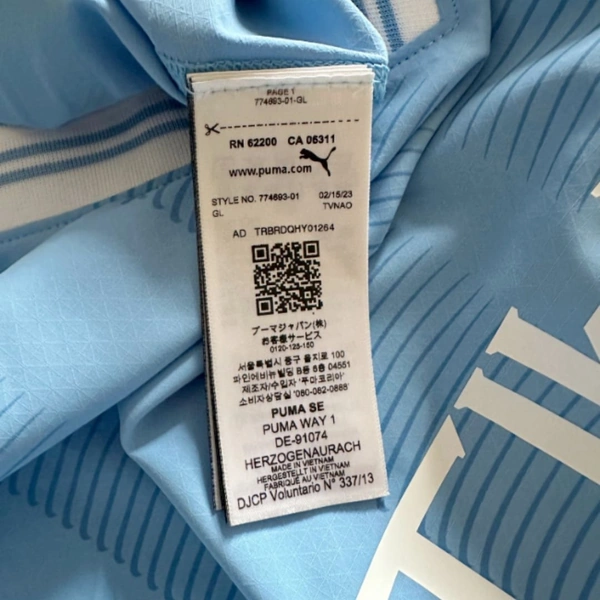 PAGE 1
774693-01-GL
RN 62200 CA 06311
www.puma.com
STYLE NO. 774693-01 02/15/23
GL TVNAO
AD TRBRDQHY01264
プーマジャパン(株)
お客様サービス
0120-125-150
서울특별시 중구 을지로 100
파인에비뉴빌딩 B동 6층 04551
제조자/수입자 '푸마코리아'
소비자상담실 '080-062-0888'
PUMA SE
PUMA WAY 1
DE-91074
HERZOGENAURACH
MADE IN VIETNAM
HERGESTELLT IN VIETNAM
FABRIQUÉ AU VIETNAM
DJCP Voluntario N° 337/13